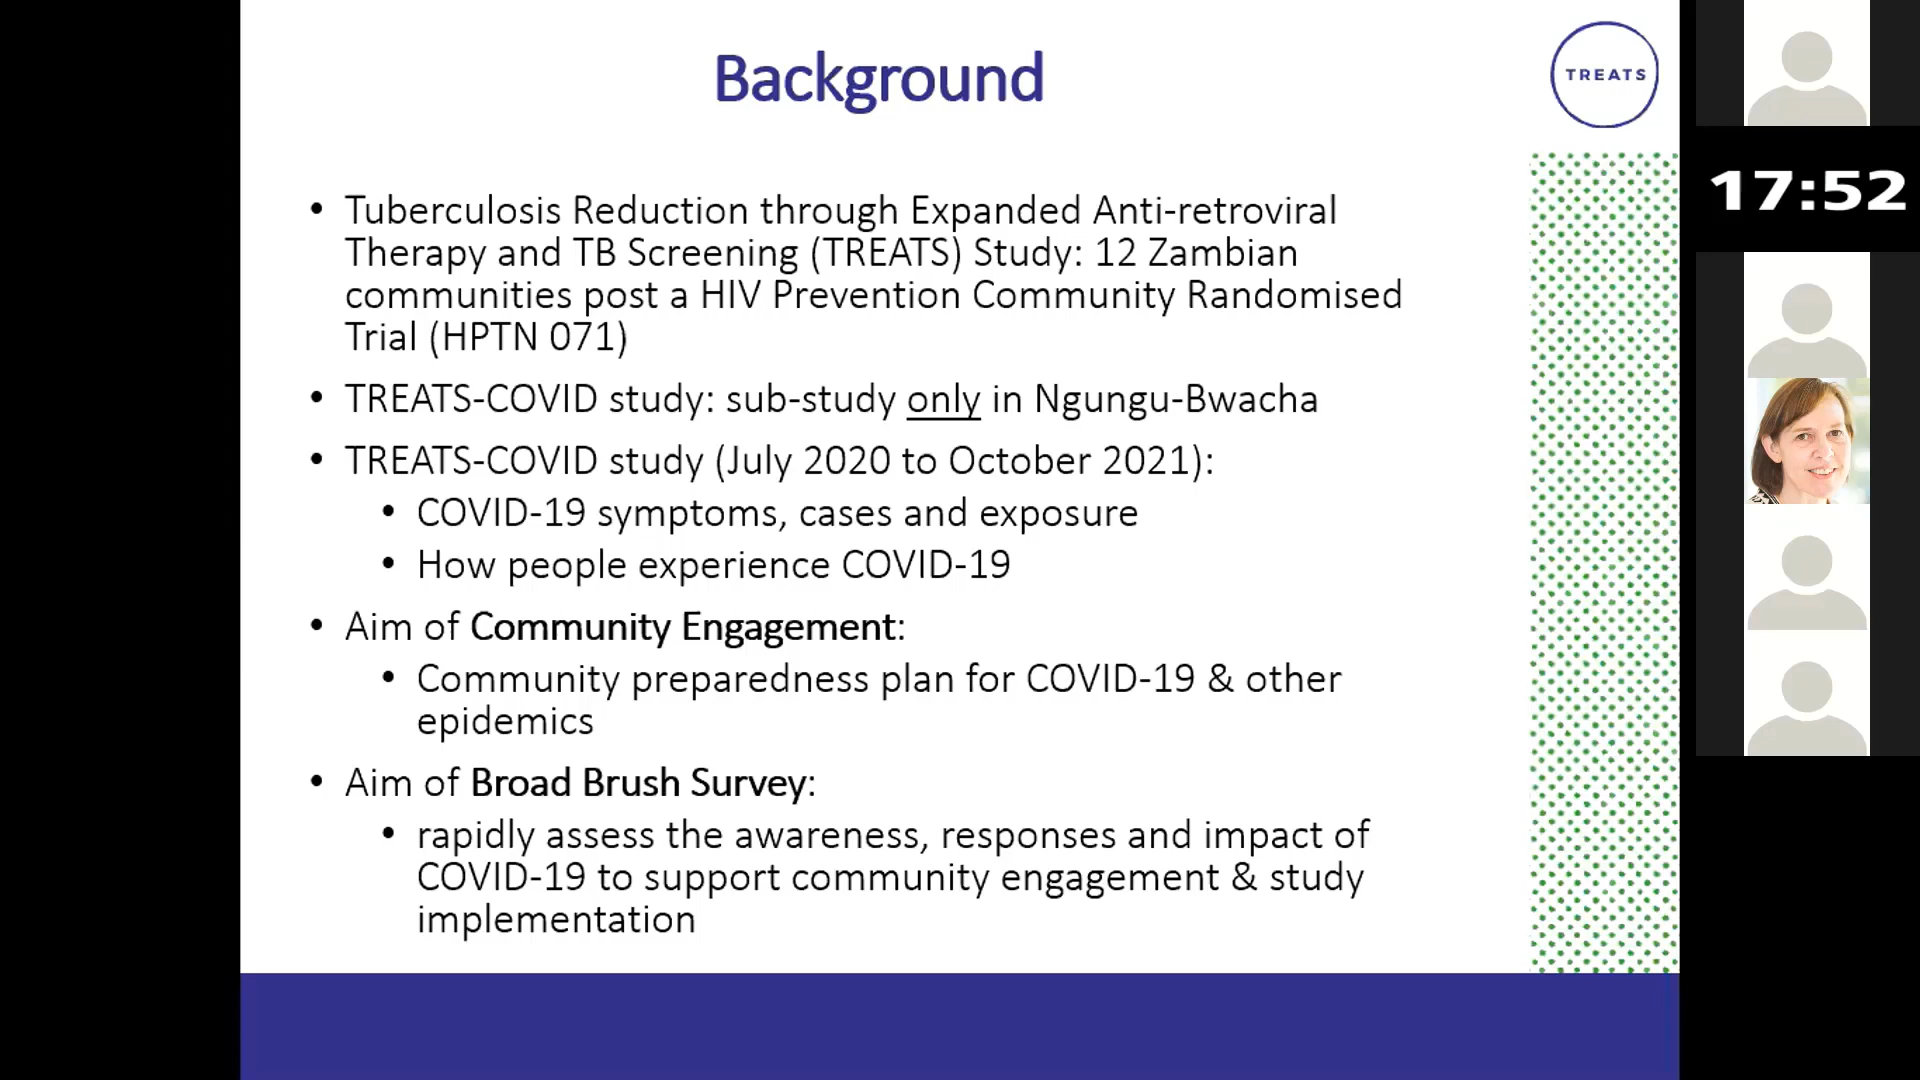 Background
TREATS
17:52
• Tuberculosis Reduction through Expanded Anti-retroviral
Therapy and TB Screening (TREATS) Study: 12 Zambian
communities post a HIV Prevention Community Randomised
Trial (HPTN 071)
• TREATS-COVID study: sub-study only in Ngungu-Bwacha
• TREATS-COVID study (July 2020 to October 2021):
• COVID-19 symptoms, cases and exposure
• How people experience COVID-19
• Aim of Community Engagement:
• Community preparedness plan for COVID-19 & other
epidemics
• Aim of Broad Brush Survey:
• rapidly assess the awareness, responses and impact of
COVID-19 to support community engagement & study
implementation